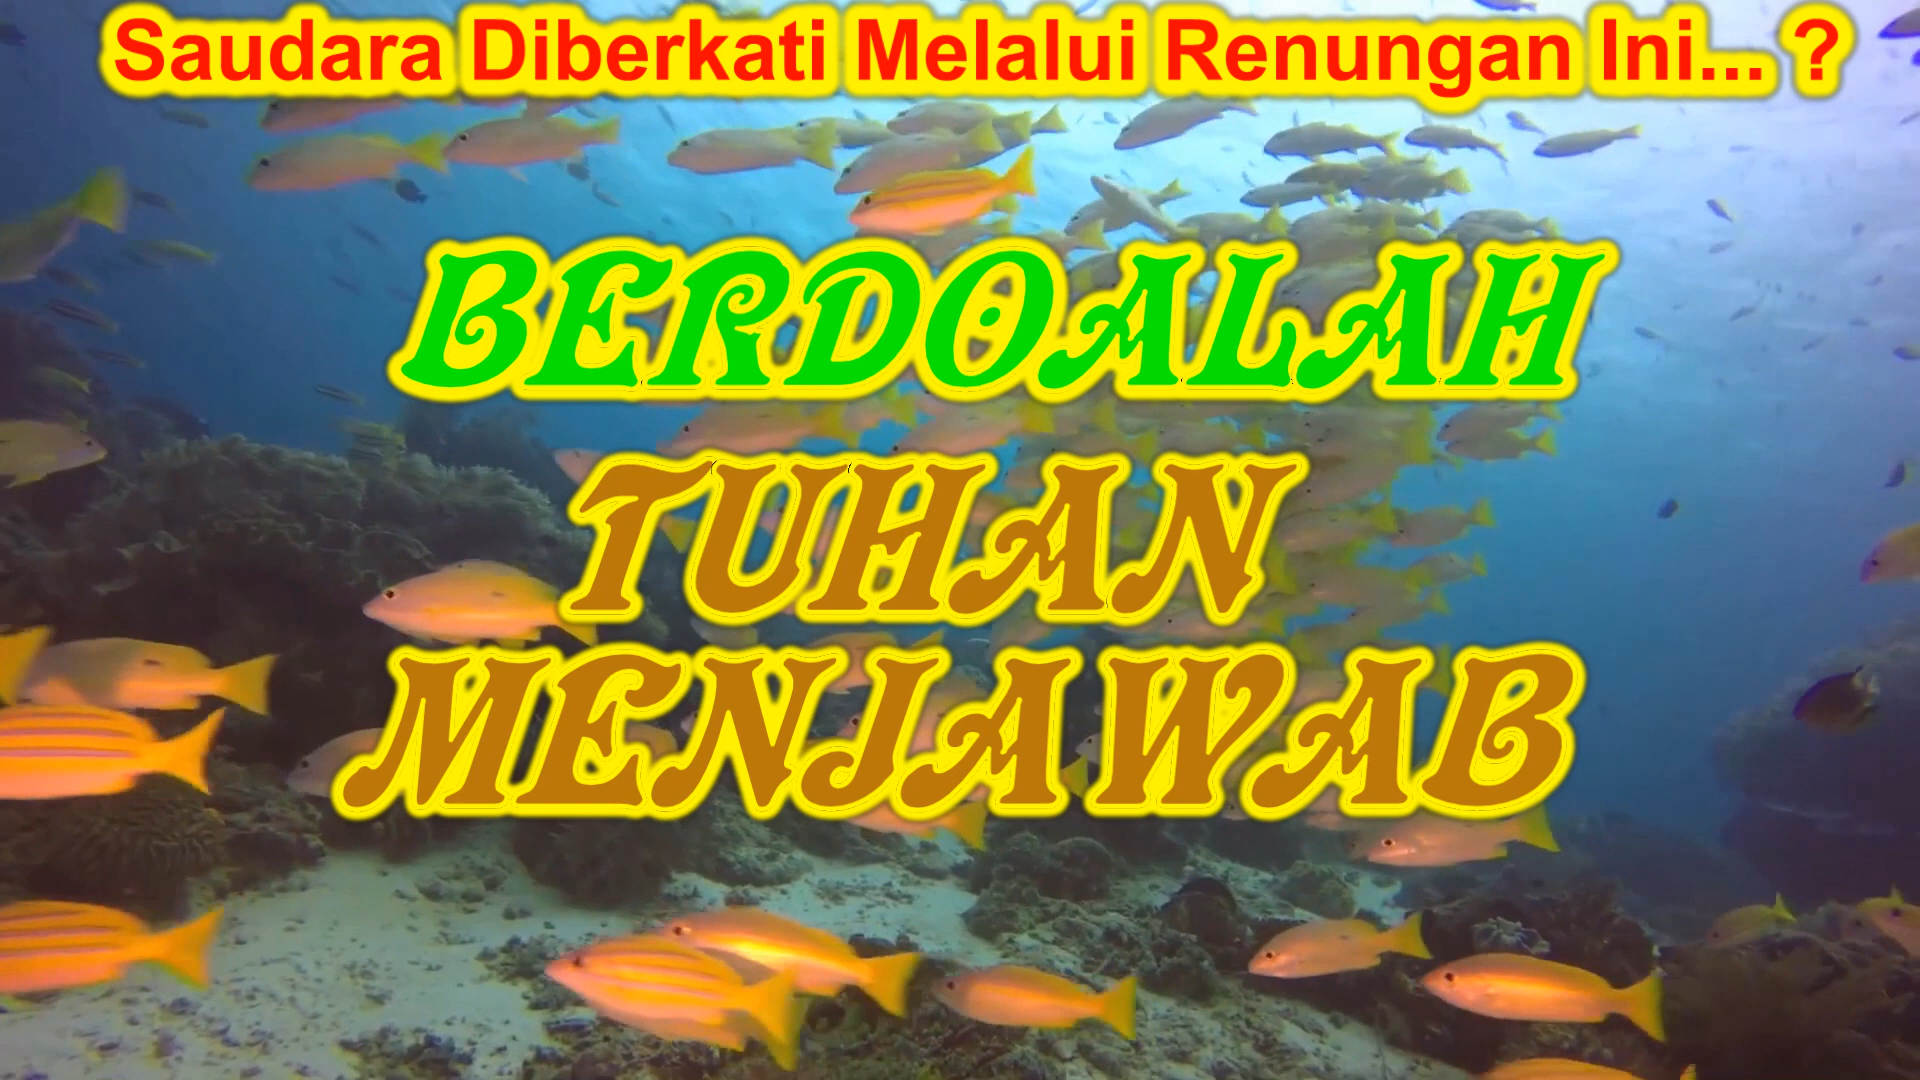 Saudara Diberkati Melalui Renungan Ini... ?
BERDOALAH
TUHAN
MENJAWAB